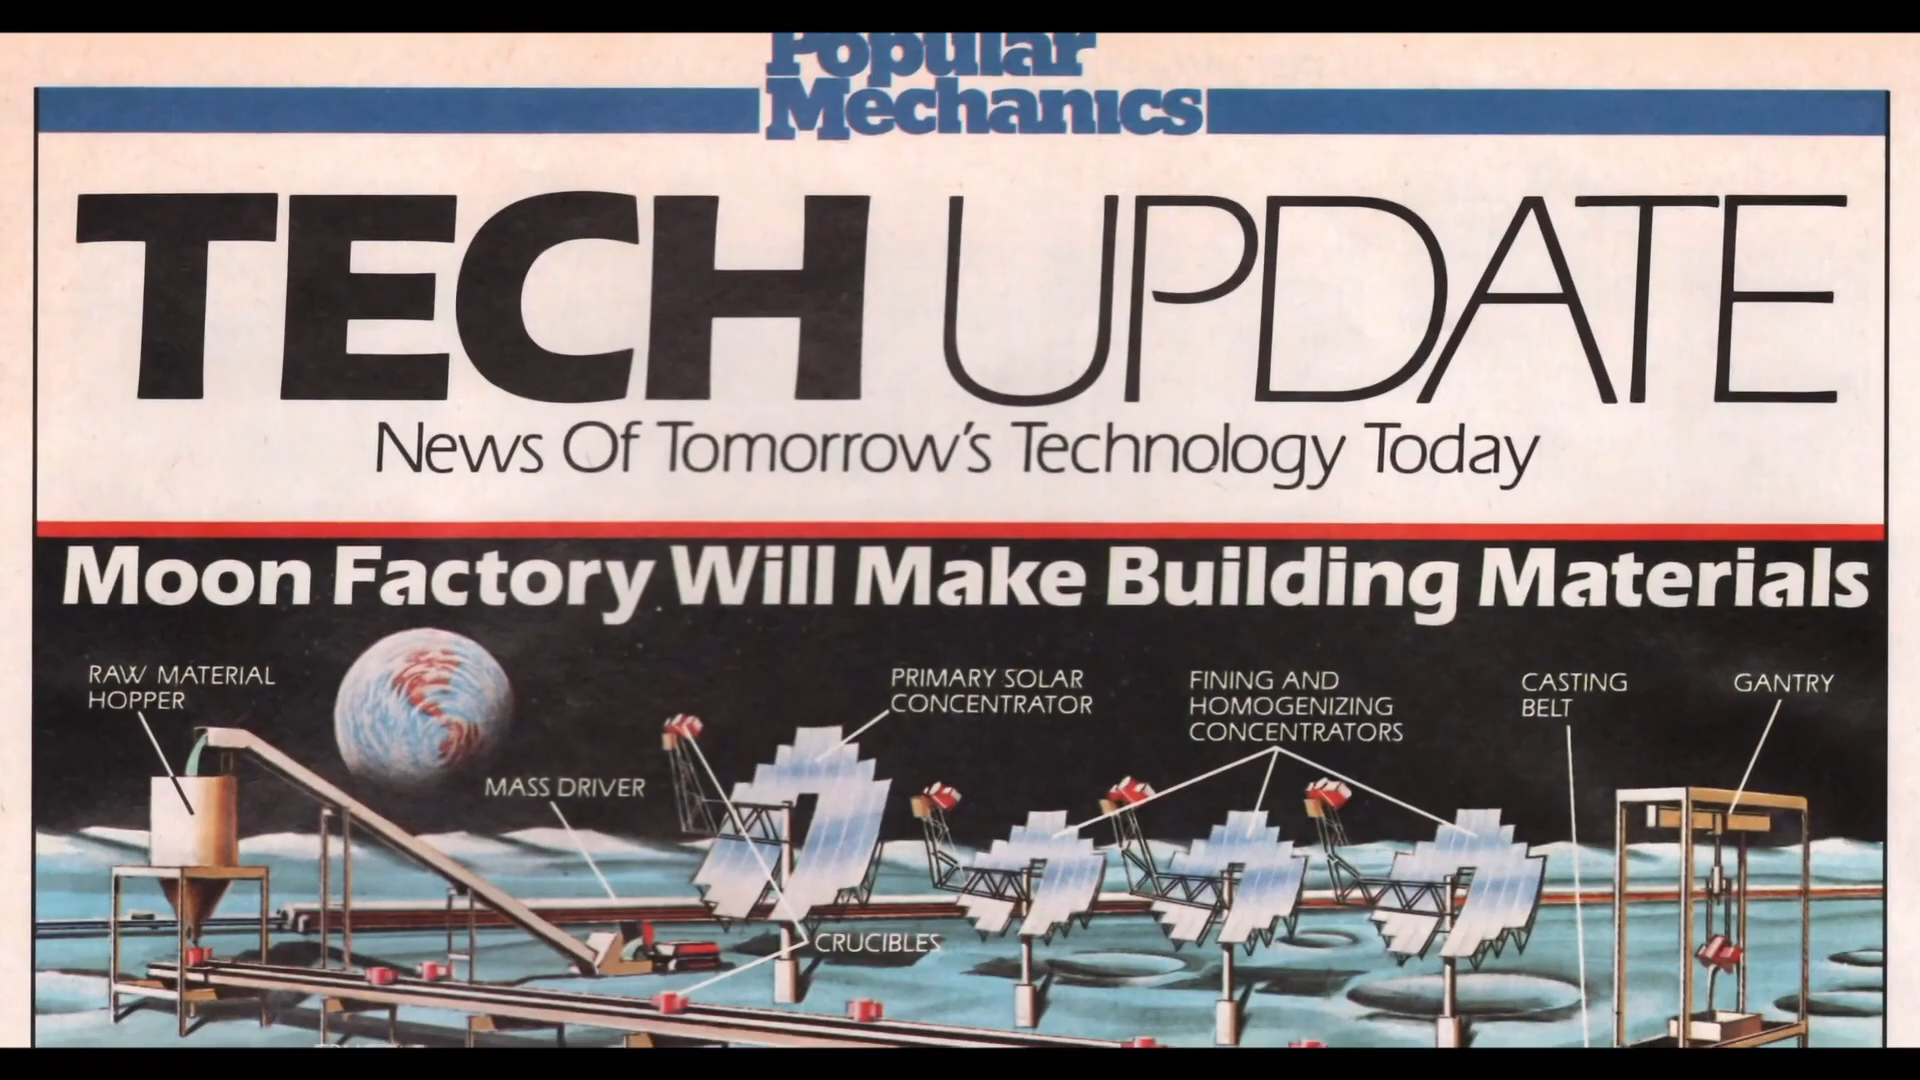 Popular
Mechanics
TECH UPDATE
News Of Tomorrow's Technology Today
Moon Factory Will Make Building Materials
RAW MATERIAL
HOPPER
MASS DRIVER
PRIMARY SOLAR
CONCENTRATOR
FINING AND
HOMOGENIZING
CONCENTRATORS
CASTING
BELT
GANTRY
CRUCIBLES